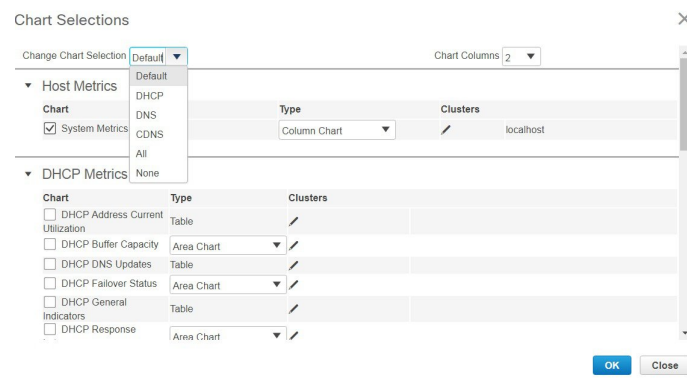 Chart Selections
Change Chart Selection Default
Chart Columns 2
Default
DHCP
DNS
CDNS
All
None
Host Metrics
Chart Type Clusters
System Metrics Column Chart localhost
DHCP Metrics
Chart Type Clusters
DHCP Address Current
Utilization
Table
DHCP Buffer Capacity Area Chart
DHCP DNS Updates Table
DHCP Failover Status Area Chart
DHCP General
Indicators
Table
DHCP Response
Area Chart
OK Close